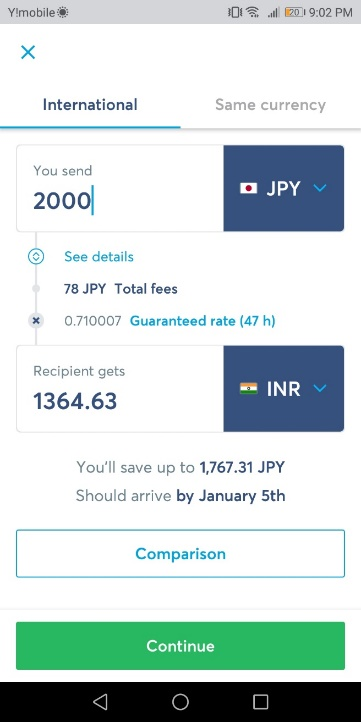 Y!mobile 20 9:02 PM
International Same currency
You send
2000 JPY
See details
78 JPY Total fees
0.710007 Guaranteed rate (47 h)
Recipient gets
1364.63 INR
You'll save up to 1,767.31 JPY
Should arrive by January 5th
Comparison
Continue